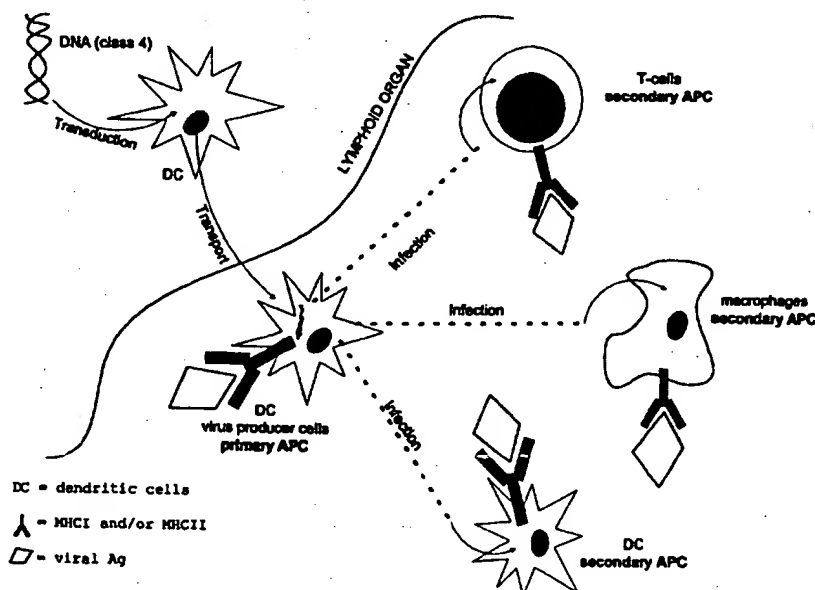 DNA (class 4)
Transduction
DC
Transport
LYMPHOID ORGAN
T-cells
secondary APC
Infection
Infection
macrophages
secondary APC
DC
virus producer cells
primary APC
Infection
DC
secondary APC
DC = dendritic cells
= MHCI and/or MHCII
= viral Ag